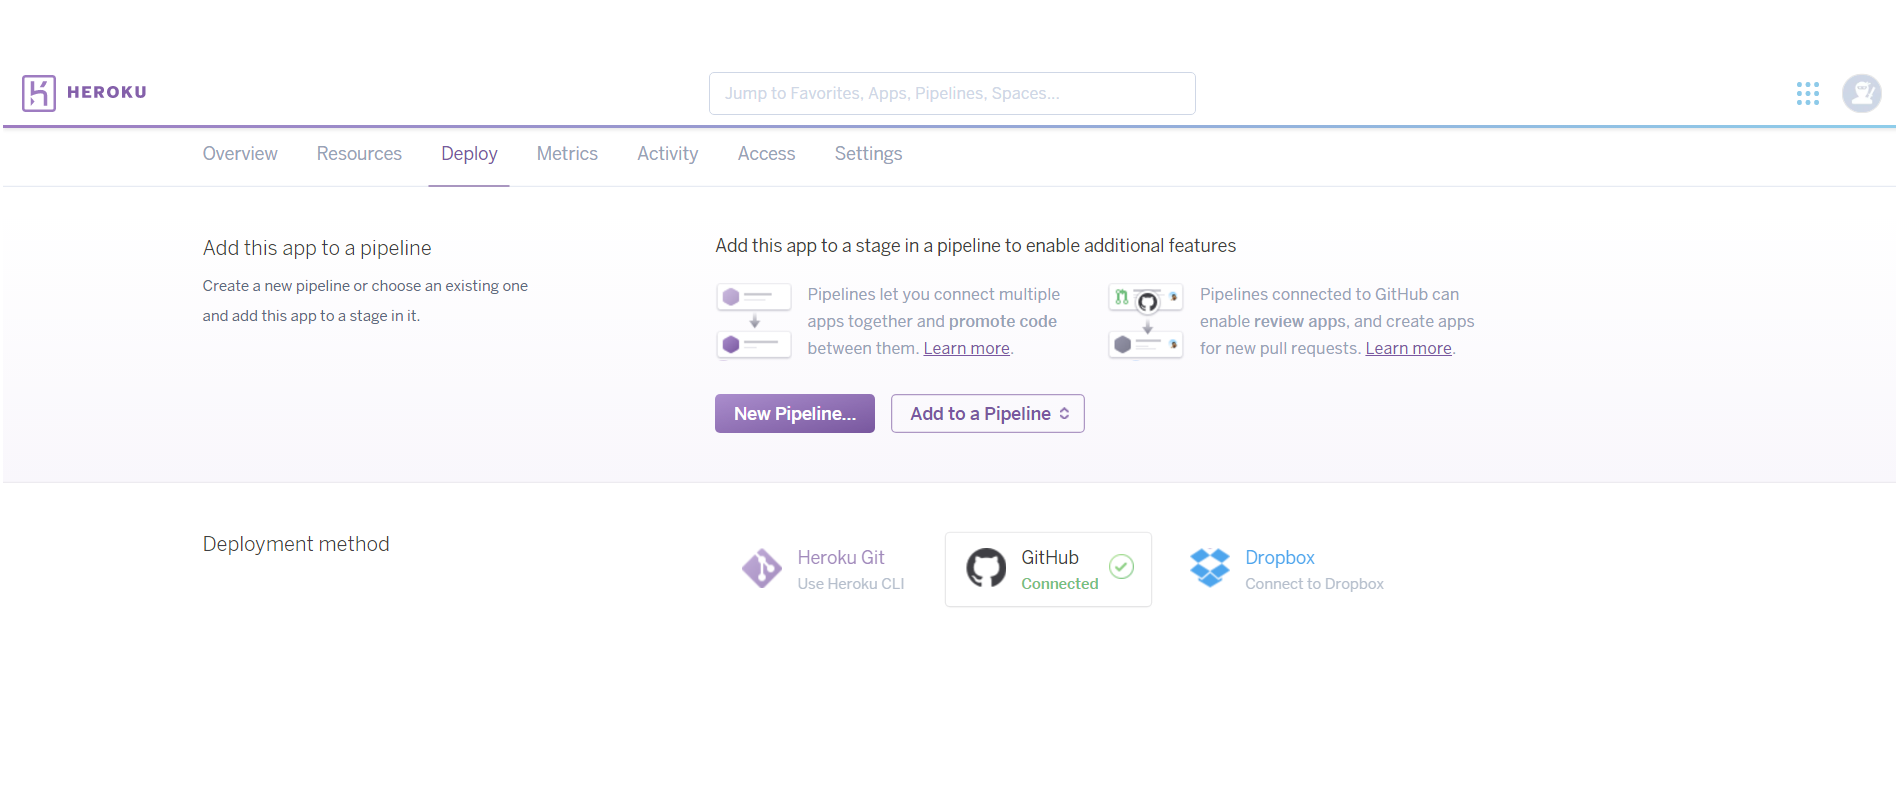 HEROKU
Jump to Favorites, Apps, Pipelines, Spaces...
Overview Resources Deploy Metrics Activity Access Settings
Add this app to a pipeline
Create a new pipeline or choose an existing one
and add this app to a stage in it.
Add this app to a stage in a pipeline to enable additional features
Pipelines let you connect multiple
apps together and promote code
between them. Learn more.
Pipelines connected to GitHub can
enable review apps, and create apps
for new pull requests. Learn more.
New Pipeline...
Add to a Pipeline
Deployment method
Heroku Git
Use Heroku CLI
GitHub
Connected
Dropbox
Connect to Dropbox